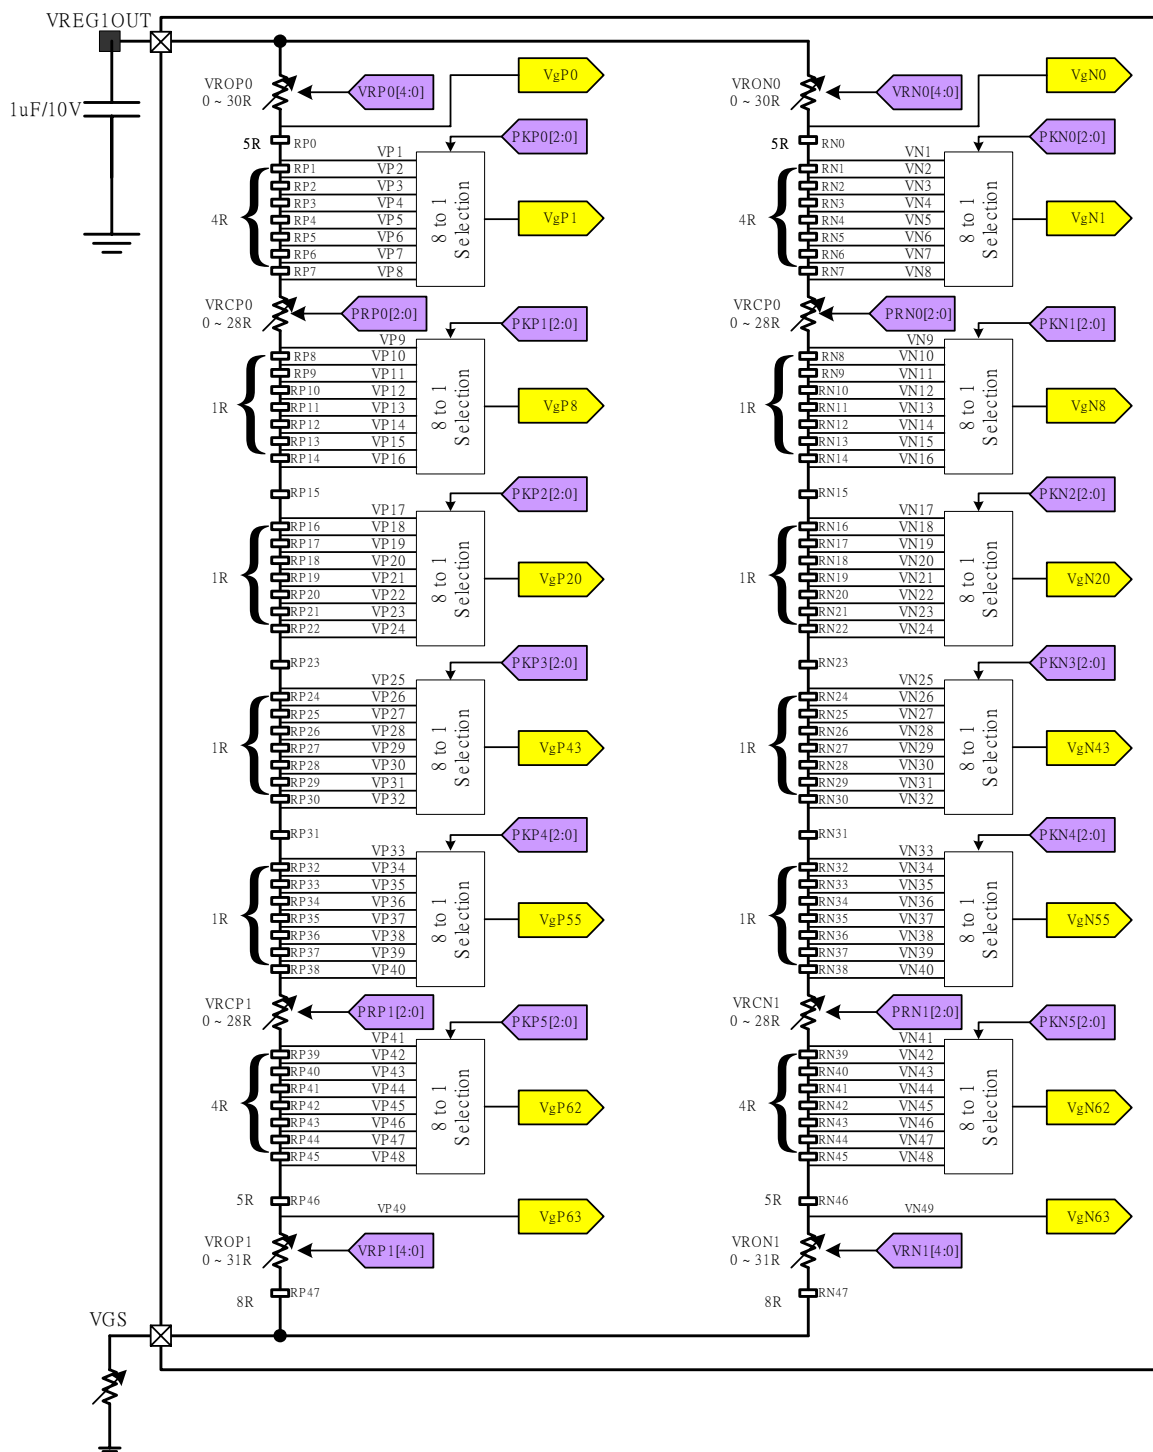 VREG1OUT
1uF/10V
VROP0
0 ~ 30R
VRP0[4:0]
VgP0
5R
RP0
PKP0[2:0]
VP1
RP1
VP2
RP2
VP3
RP3
VP4
4R
RP4
VP5
RP5
VP6
RP6
VP7
RP7
VP8
8 to 1
Selection
VgP1
VRCP0
0 ~ 28R
PRP0[2:0]
PKP1[2:0]
VP9
RP8
VP10
RP9
VP11
RP10
VP12
1R
RP11
VP13
RP12
VP14
RP13
VP15
RP14
VP16
8 to 1
Selection
VgP8
RP15
PKP2[2:0]
VP17
RP16
VP18
RP17
VP19
RP18
VP20
1R
RP19
VP21
RP20
VP22
RP21
VP23
RP22
VP24
8 to 1
Selection
VgP20
RP23
PKP3[2:0]
VP25
RP24
VP26
RP25
VP27
RP26
VP28
1R
RP27
VP29
RP28
VP30
RP29
VP31
RP30
VP32
8 to 1
Selection
VgP43
RP31
PKP4[2:0]
VP33
RP32
VP34
RP33
VP35
RP34
VP36
1R
RP35
VP37
RP36
VP38
RP37
VP39
RP38
VP40
8 to 1
Selection
VgP55
VRCP1
0 ~ 28R
PRP1[2:0]
PKP5[2:0]
VP41
RP39
VP42
RP40
VP43
RP41
VP44
4R
RP42
VP45
RP43
VP46
RP44
VP47
RP45
VP48
8 to 1
Selection
VgP62
5R
RP46
VP49
VgP63
VROP1
0 ~ 31R
VRP1[4:0]
RP47
8R
VGS
VRON0
0 ~ 30R
VRN0[4:0]
VgN0
5R
RN0
PKN0[2:0]
VN1
RN1
VN2
RN2
VN3
RN3
VN4
4R
RN4
VN5
RN5
VN6
RN6
VN7
RN7
VN8
8 to 1
Selection
VgN1
VRCP0
0 ~ 28R
PRN0[2:0]
PKN1[2:0]
VN9
RN8
VN10
RN9
VN11
RN10
VN12
1R
RN11
VN13
RN12
VN14
RN13
VN15
RN14
VN16
8 to 1
Selection
VgN8
RN15
PKN2[2:0]
VN17
RN16
VN18
RN17
VN19
RN18
VN20
1R
RN19
VN21
RN20
VN22
RN21
VN23
RN22
VN24
8 to 1
Selection
VgN20
RN23
PKN3[2:0]
VN25
RN24
VN26
RN25
VN27
RN26
VN28
1R
RN27
VN29
RN28
VN30
RN29
VN31
RN30
VN32
8 to 1
Selection
VgN43
RN31
PKN4[2:0]
VN33
RN32
VN34
RN33
VN35
RN34
VN36
1R
RN35
VN37
RN36
VN38
RN37
VN39
RN38
VN40
8 to 1
Selection
VgN55
VRCN1
0 ~ 28R
PRN1[2:0]
PKN5[2:0]
VN41
RN39
VN42
RN40
VN43
RN41
VN44
4R
RN42
VN45
RN43
VN46
RN44
VN47
RN45
VN48
8 to 1
Selection
VgN62
5R
RN46
VN49
VgN63
VRON1
0 ~ 31R
VRN1[4:0]
RN47
8R